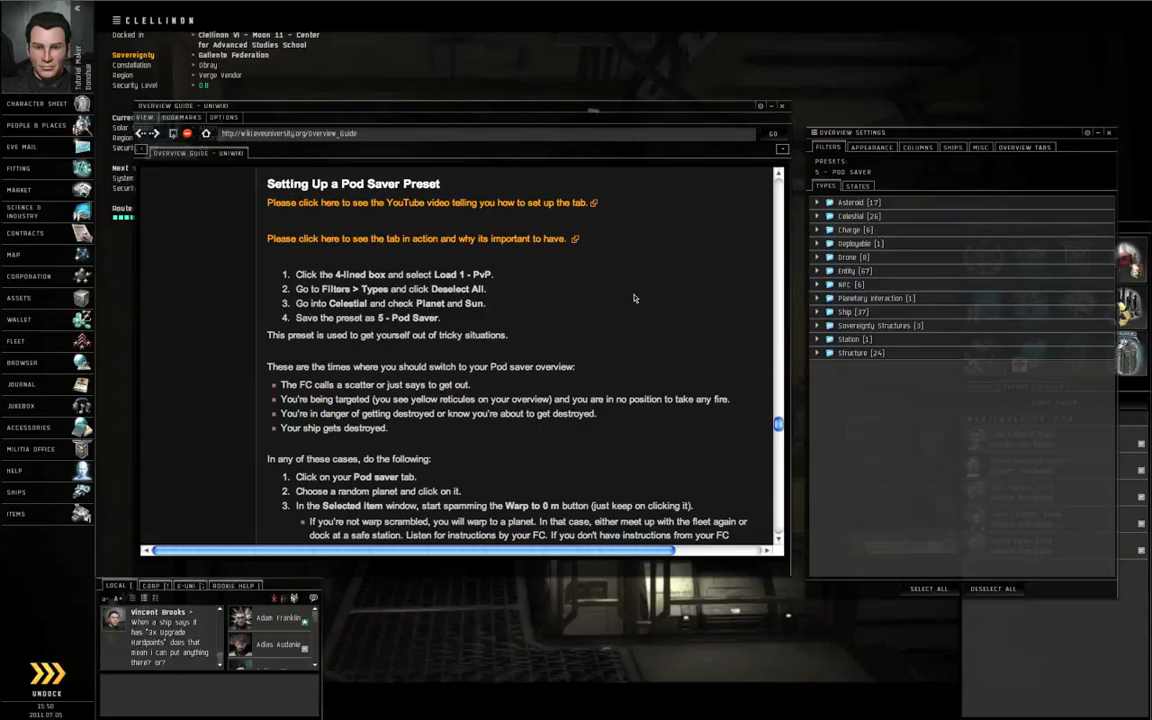 CLELLINON
Docked in > Clellinon VI - Moon 11 - Center
for Advanced Studies School
Sovereignty > Gallente Federation
Constellation > Obray
Region > Verge Vendor
Security Level > 0.8
Tutorial Maker
Donohue
CHARACTER SHEET
PEOPLE & PLACES
EVE MAIL
FITTING
MARKET
SCIENCE &
INDUSTRY
CONTRACTS
MAP
CORPORATION
ASSETS
WALLET
FLEET
BROWSER
JOURNAL
JUKEBOX
ACCESSORIES
MILITIA OFFICE
HELP
SHIPS
ITEMS
UNDOCK
15:50
2011.07.05
Solar
Region
Next
Route
OVERVIEW GUIDE - UNIWIKI
VIEW BOOKMARKS OPTIONS
http://wiki.eveuniversity.org/Overview_Guide
GO
OVERVIEW GUIDE - UNIWIKI
Setting Up a Pod Saver Preset
Please click here to see the YouTube video telling you how to set up the tab.
Please click here to see the tab in action and why its important to have.
1. Click the 4-lined box and select Load 1 - PvP.
2. Go to Filters > Types and click Deselect All.
3. Go into Celestial and check Planet and Sun.
4. Save the preset as 5 - Pod Saver.
This preset is used to get yourself out of tricky situations.
These are the times where you should switch to your Pod saver overview:
The FC calls a scatter or just says to get out.
You're being targeted (you see yellow reticules on your overview) and you are in no position to take any fire.
You're in danger of getting destroyed or know you're about to get destroyed.
Your ship gets destroyed.
In any of these cases, do the following:
1. Click on your Pod saver tab.
2. Choose a random planet and click on it.
3. In the Selected Item window, start spamming the Warp to 0 m button (just keep on clicking it).
If you're not warp scrambled, you will warp to a planet. In that case, either meet up with the fleet again or
dock at a safe station. Listen for instructions by your FC. If you don't have instructions from your FC
OVERVIEW SETTINGS
FILTERS APPEARANCE COLUMNS SHIPS MISC OVERVIEW TABS
PRESETS:
5 - POD SAVER
TYPES STATES
Asteroid [17]
Celestial [26]
Charge [6]
Deployable [1]
Drone [8]
Entity [67]
NPC [6]
Planetary Interaction [1]
Ship [37]
Sovereignty Structures [3]
Station [1]
Structure [24]
SELECT ALL DESELECT ALL
LOCAL [ CORP [ E-UNI [ ROOKIE HELP [
Vincent Brooks >
When a ship says it
has "3x Upgrade
Hardpoints" does that
mean i can put anything
there? or?
Adam Franklin
Adias Audanie